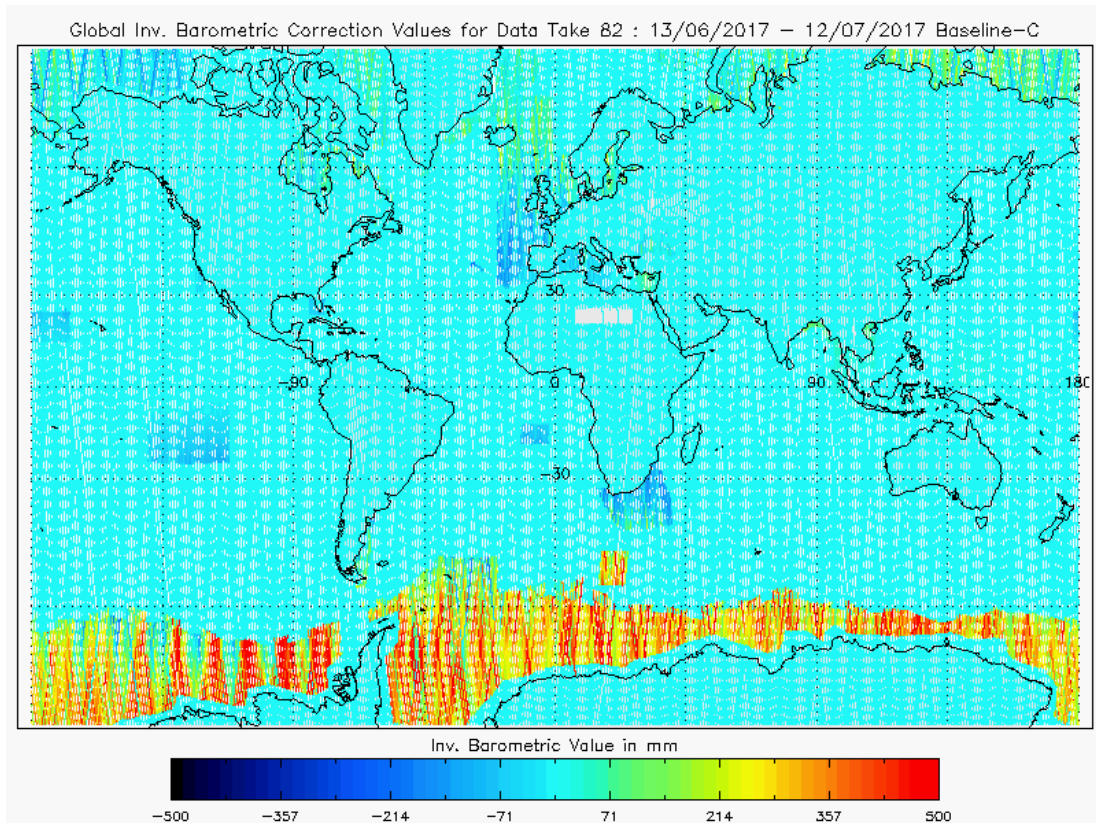 Global Inv. Barometric Correction Values for Data Take 82 : 13/06/2017 − 12/07/2017 Baseline−C
30
−90 0 90 180
−30
Inv. Barometric Value in mm
−500 −357 −214 −71 71 214 357 500